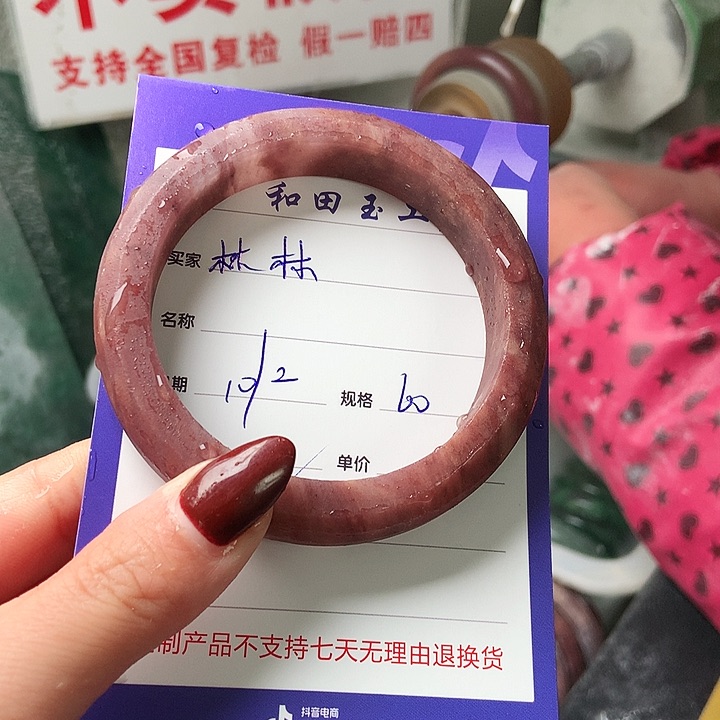 支持全国复检 假一赔四
和田玉
买家 林林
名称
期 10/2 规格 60
单价
制产品不支持七天无理由退换货
抖音电商